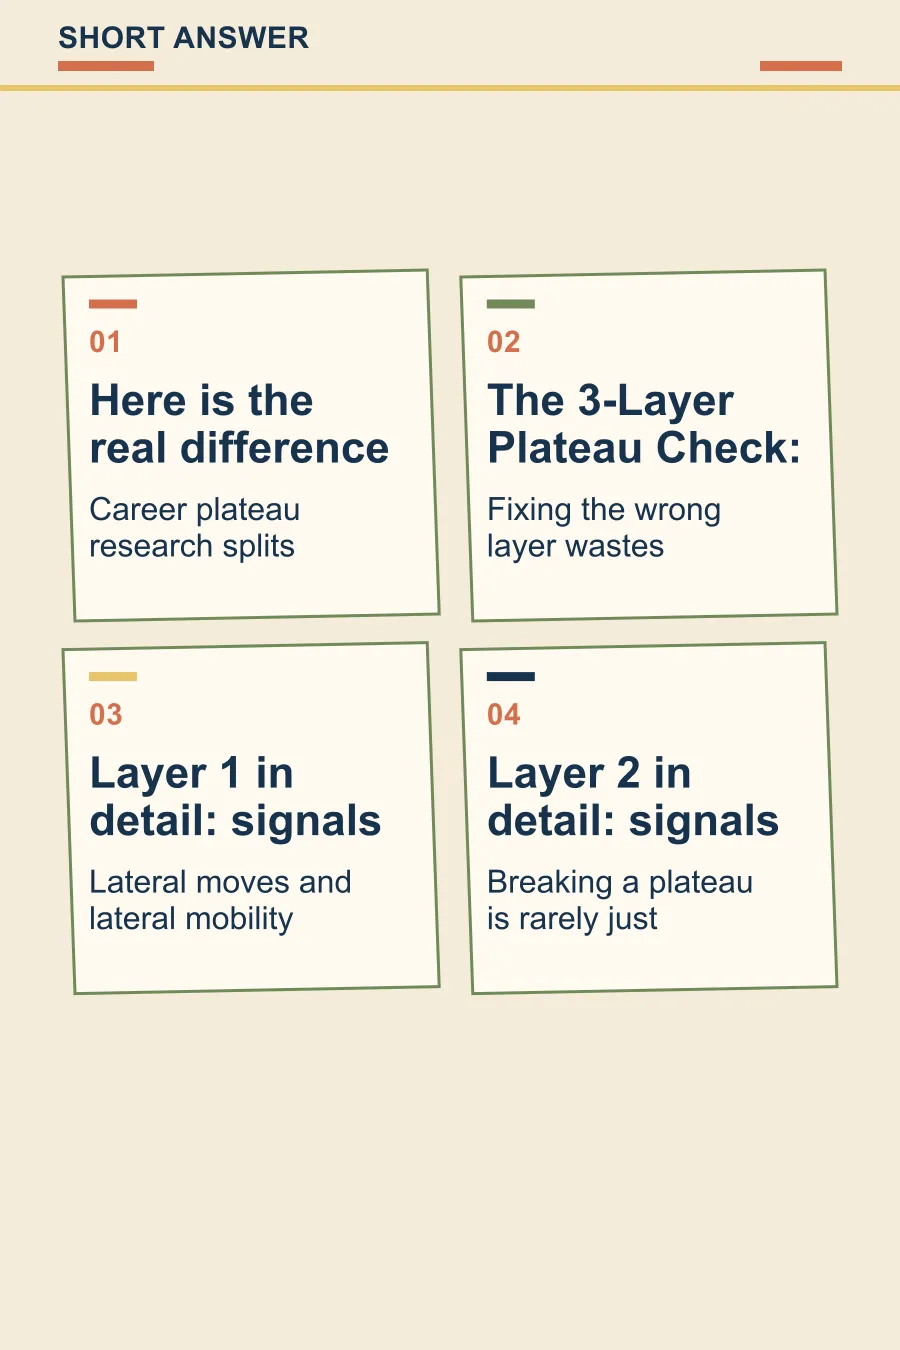 SHORT ANSWER
01
Here is the
real difference
Career plateau
research splits
02
The 3-Layer
Plateau Check:
Fixing the wrong
layer wastes
03
Layer 1 in
detail: signals
Lateral moves and
lateral mobility
04
Layer 2 in
detail: signals
Breaking a plateau
is rarely just